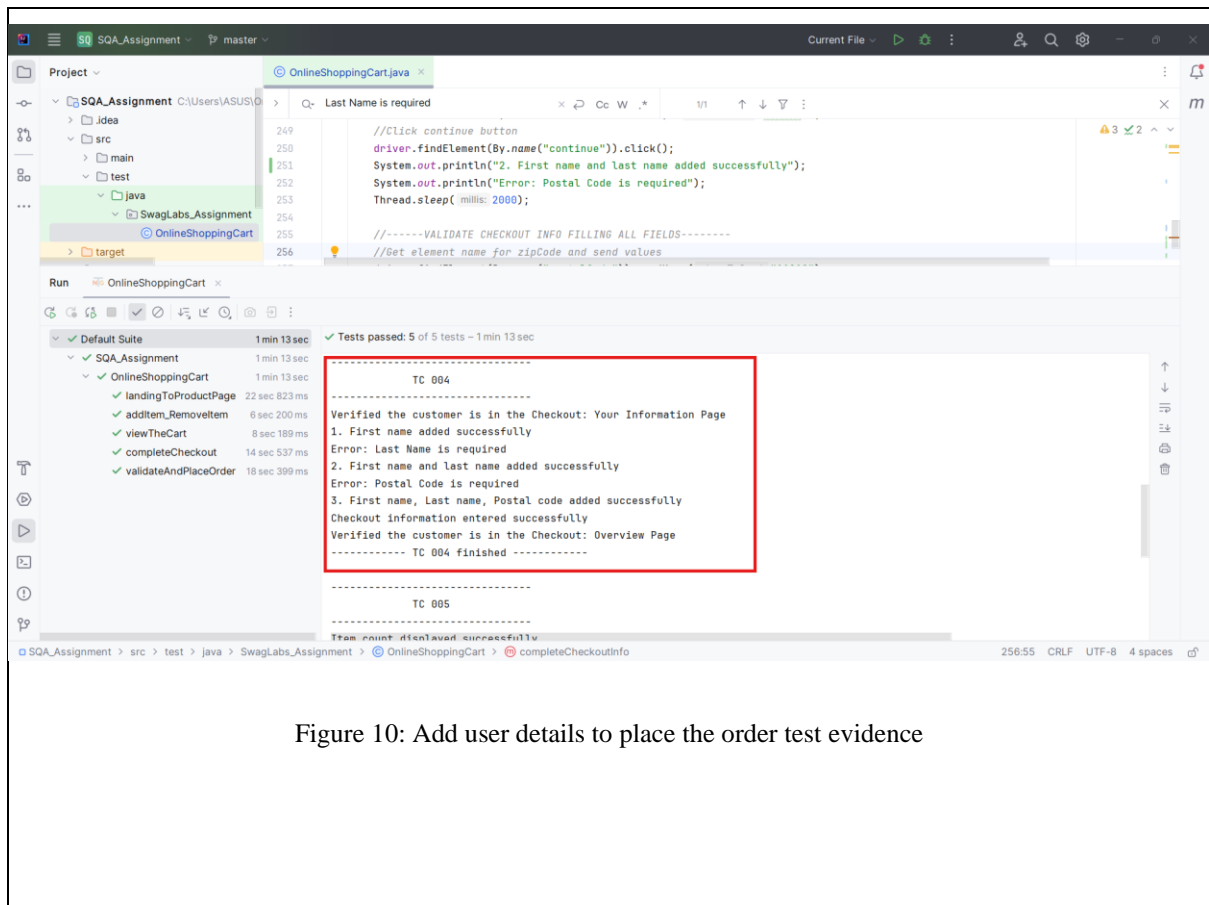 SQ SQA_Assignment master Current File
Project
OnlineShoppingCart.java
SQA_Assignment C:\Users\ASUS\O
Last Name is required
Cc W .* 1/1
.idea
src
main
test
java
SwagLabs_Assignment
OnlineShoppingCart
target
249 //Click continue button
250 driver.findElement(By.name("continue")).click();
251 System.out.println("2. First name and last name added successfully");
252 System.out.println("Error: Postal Code is required");
253 Thread.sleep( millis: 2000);
254
255 //------VALIDATE CHECKOUT INFO FILLING ALL FIELDS--------
256 //Get element name for zipCode and send values
3 2
m
Run OnlineShoppingCart
Default Suite 1 min 13 sec
SQA_Assignment 1 min 13 sec
OnlineShoppingCart 1 min 13 sec
landingToProductPage 22 sec 823 ms
addItem_RemoveItem 6 sec 200 ms
viewTheCart 8 sec 189 ms
completeCheckout 14 sec 537 ms
validateAndPlaceOrder 18 sec 399 ms
Tests passed: 5 of 5 tests – 1 min 13 sec
--------------------------------
TC 004
--------------------------------
Verified the customer is in the Checkout: Your Information Page
1. First name added successfully
Error: Last Name is required
2. First name and last name added successfully
Error: Postal Code is required
3. First name, Last name, Postal code added successfully
Checkout information entered successfully
Verified the customer is in the Checkout: Overview Page
------------ TC 004 finished ------------
--------------------------------
TC 005
--------------------------------
Item count displayed successfully
SQA_Assignment > src > test > java > SwagLabs_Assignment > OnlineShoppingCart > completeCheckoutInfo 256:55 CRLF UTF-8 4 spaces
Figure 10: Add user details to place the order test evidence